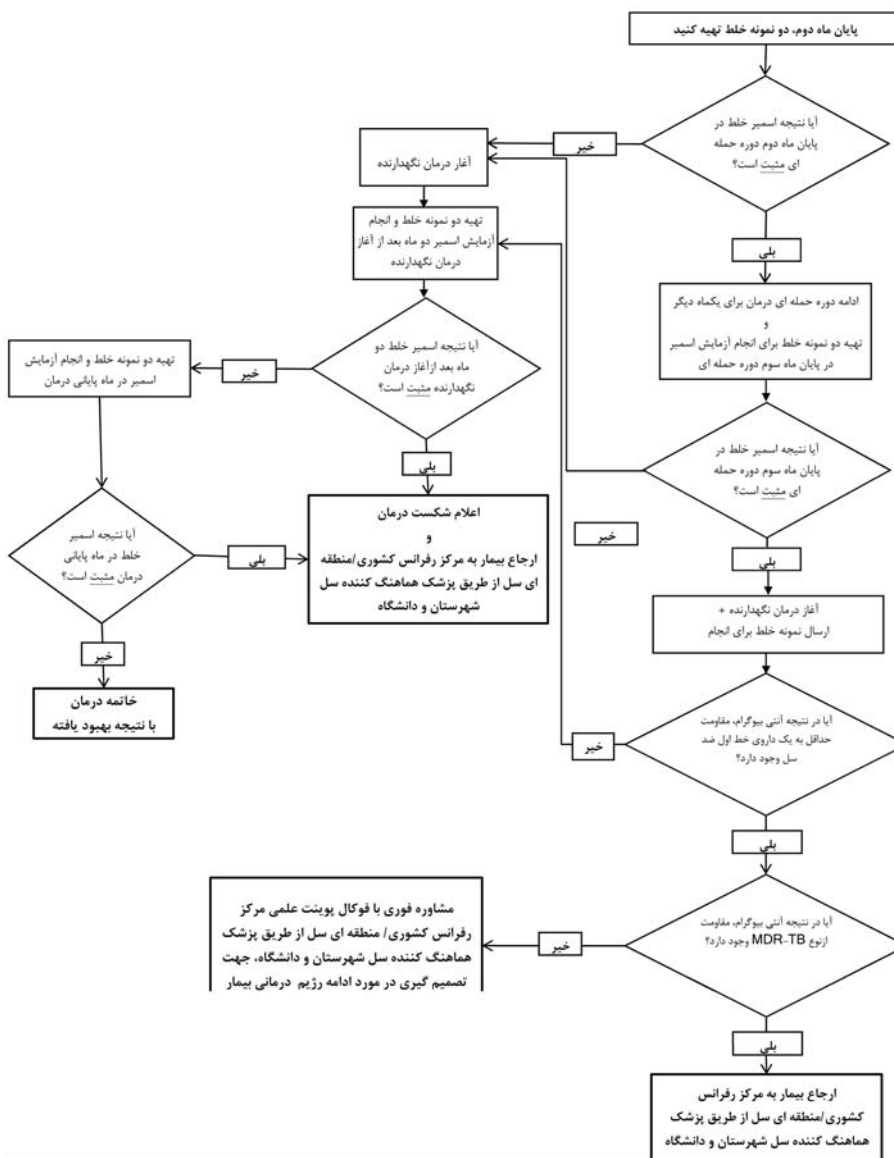 پایان ماه دوم، دو نمونه خلط تهیه کنید
آیا نتیجه اسمیر خلط در
پایان ماه دوم دوره حمله
ای مثبت است؟
خیر
بلی
ادامه دوره حمله ای درمان برای یکماه دیگر
و
تهیه دو نمونه خلط برای انجام آزمایش اسمیر
در پایان ماه سوم دوره حمله ای
آیا نتیجه اسمیر خلط در
پایان ماه سوم دوره حمله
ای مثبت است؟
خیر
بلی
آغاز درمان نگهدارنده +
ارسال نمونه خلط برای انجام
آیا در نتیجه آنتی بیوگرام، مقاومت
حداقل به یک داروی خط اول ضد
سل وجود دارد؟
خیر
بلی
آیا در نتیجه آنتی بیوگرام، مقاومت
ازنوع MDR-TB وجود دارد؟
خیر
بلی
ارجاع بیمار به مرکز رفرانس
کشوری/منطقه ای سل از طریق پزشک
هماهنگ کننده سل شهرستان و دانشگاه
مشاوره فوری با فوکال پوینت علمی مرکز
رفرانس کشوری/ منطقه ای سل از طریق پزشک
هماهنگ کننده سل شهرستان و دانشگاه، جهت
تصمیم گیری در مورد ادامه رژیم درمانی بیمار
آغار درمان نگهدارنده
تهیه دو نمونه خلط و انجام
آزمایش اسمیر دو ماه بعد از آغاز
درمان نگهدارنده
آیا نتیجه اسمیر خلط دو
ماه بعد ازآغاز درمان
نگهدارنده مثبت است؟
خیر
بلی
اعلام شکست درمان
و
ارجاع بیمار به مرکز رفرانس کشوری/منطقه
ای سل از طریق پزشک هماهنگ کننده سل
شهرستان و دانشگاه
تهیه دو نمونه خلط و انجام آزمایش
اسمیر در ماه پایانی درمان
آیا نتیجه اسمیر
خلط در ماه پایانی
درمان مثبت است؟
بلی
خیر
خاتمه درمان
با نتیجه بهبود یافته